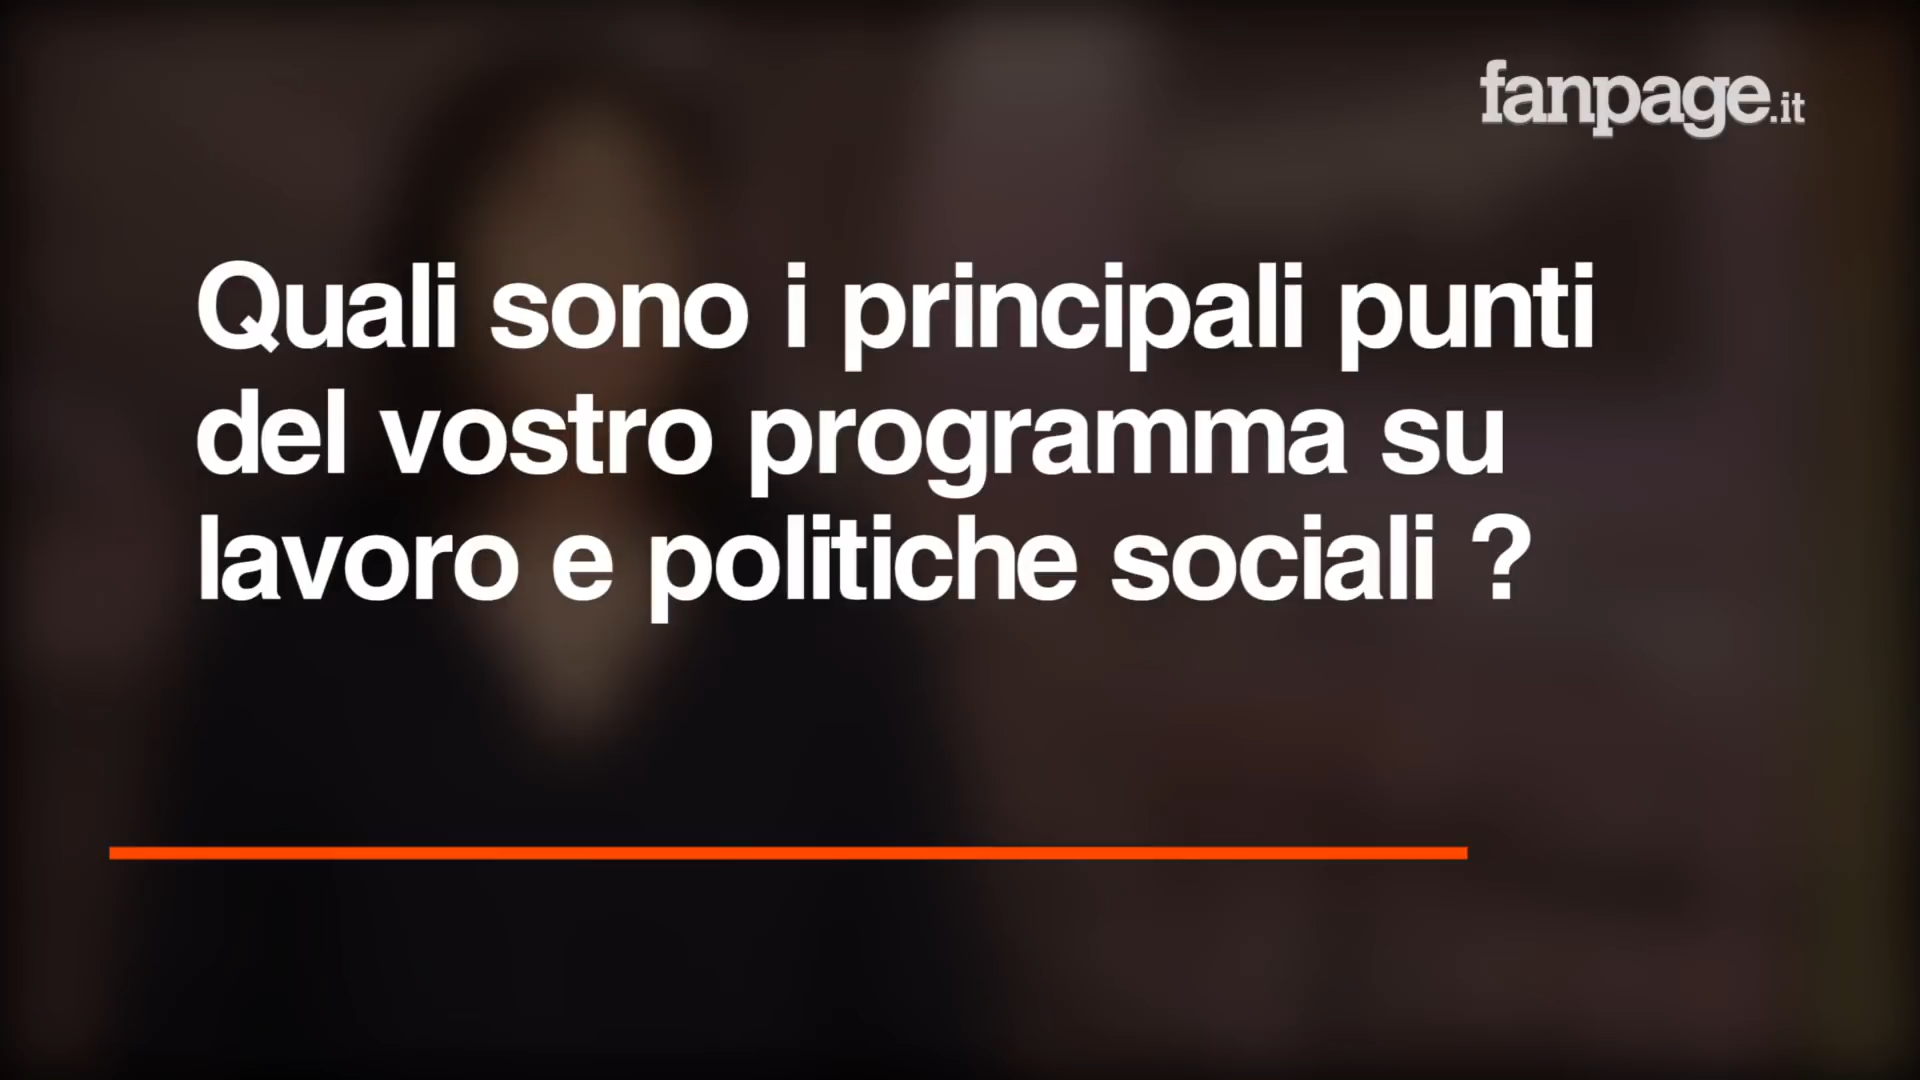 fanpage.it
Quali sono i principali punti
del vostro programma su
lavoro e politiche sociali ?